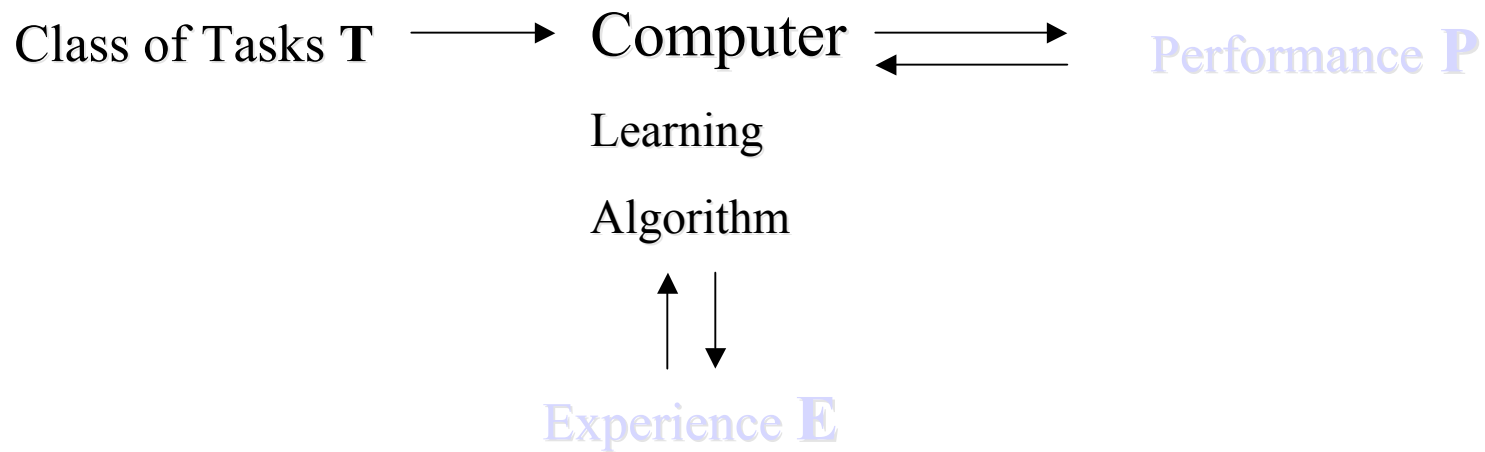 Class of Tasks T
Computer
Performance P
Learning
Algorithm
Experience E